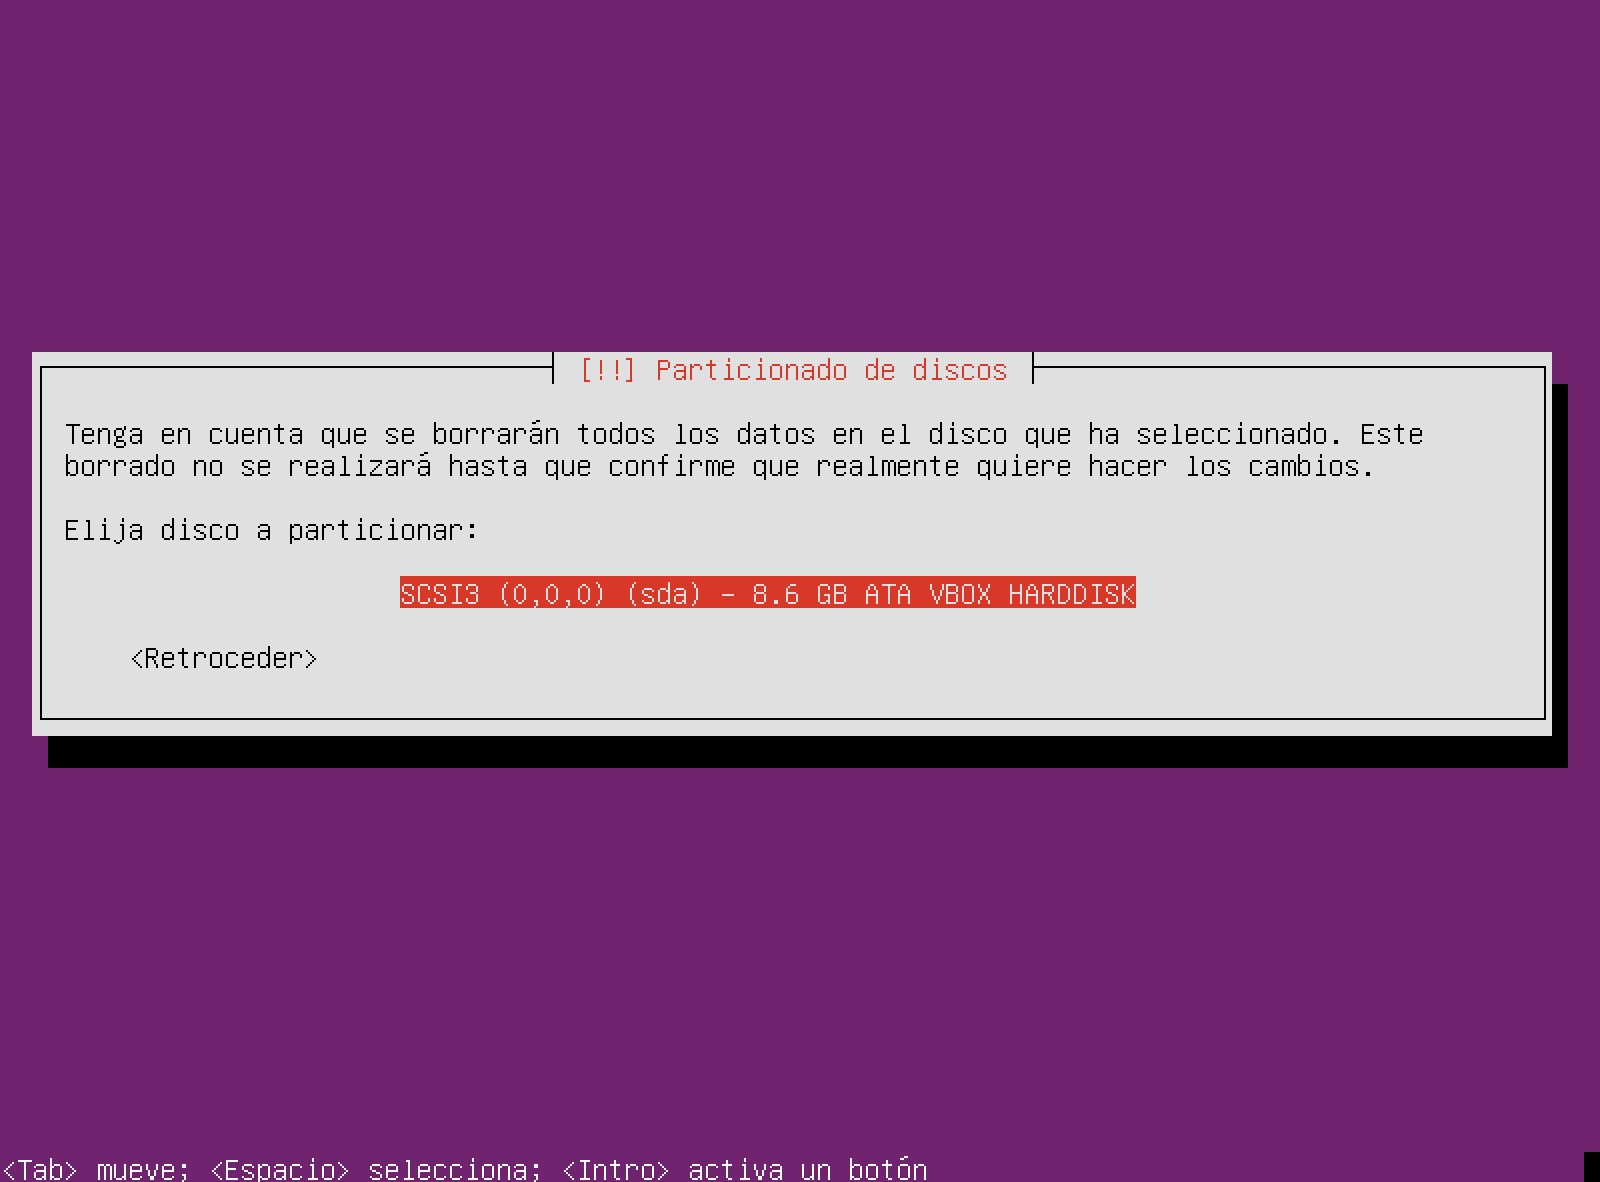 [!!] Particionado de discos
Tenga en cuenta que se borrarán todos los datos en el disco que ha seleccionado. Este
borrado no se realizará hasta que confirme que realmente quiere hacer los cambios.
Elija disco a particionar:
SCSI3 (0,0,0) (sda) - 8.6 GB ATA VBOX HARDDISK
<Retroceder>
<Tab> mueve; <Espacio> selecciona; <Intro> activa un botón